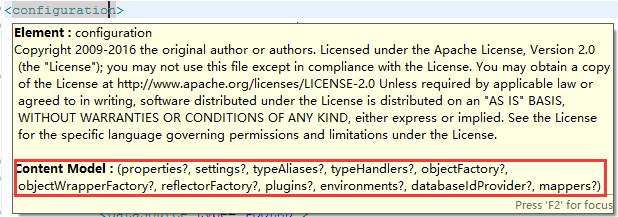 <configuration>
Element : configuration
Copyright 2009-2016 the original author or authors. Licensed under the Apache License, Version 2.0
(the "License"); you may not use this file except in compliance with the License. You may obtain a copy
of the License at http://www.apache.org/licenses/LICENSE-2.0 Unless required by applicable law or
agreed to in writing, software distributed under the License is distributed on an "AS IS" BASIS,
WITHOUT WARRANTIES OR CONDITIONS OF ANY KIND, either express or implied. See the License
for the specific language governing permissions and limitations under the License.
Content Model : (properties?, settings?, typeAliases?, typeHandlers?, objectFactory?,
objectWrapperFactory?, reflectorFactory?, plugins?, environments?, databaseIdProvider?, mappers?)
Press 'F2' for focus